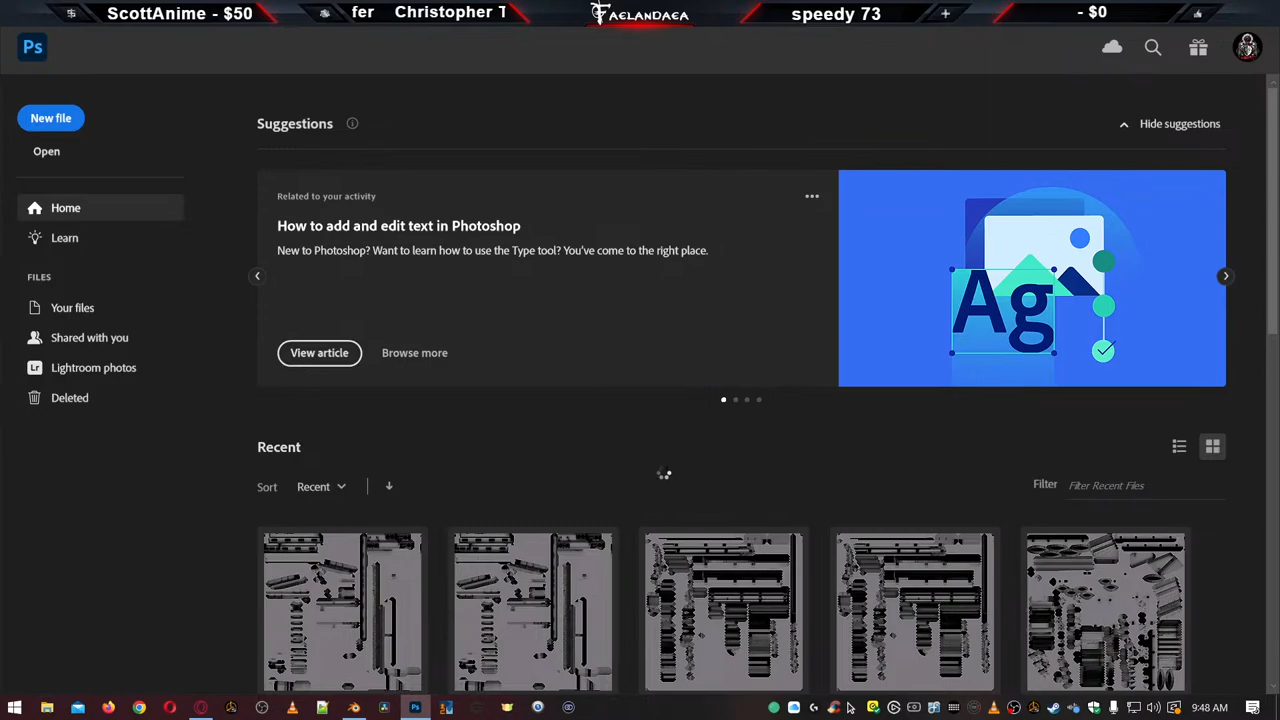 ScottAnime - $50
fer Christopher T
FAELANDAEA
speedy 73
- $0
Ps
New file
Open
Home
Learn
FILES
Your files
Shared with you
Lr Lightroom photos
Deleted
Suggestions
Hide suggestions
Related to your activity
How to add and edit text in Photoshop
New to Photoshop? Want to learn how to use the Type tool? You've come to the right place.
View article Browse more
Ag
Recent
Sort Recent
Filter Filter Recent Files
Ps
9:48 AM